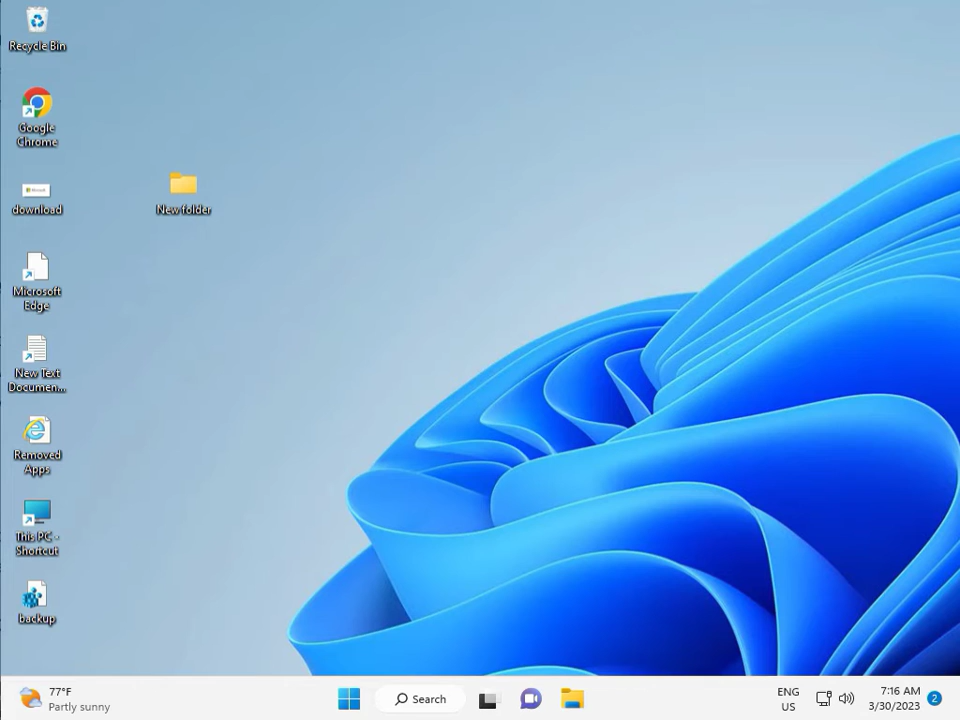 Recycle Bin
Google
Chrome
download
New folder
Microsoft
Edge
New Text
Documen...
Removed
Apps
This PC -
Shortcut
backup
77°F
Partly sunny
Search
ENG
US
7:16 AM
3/30/2023
2